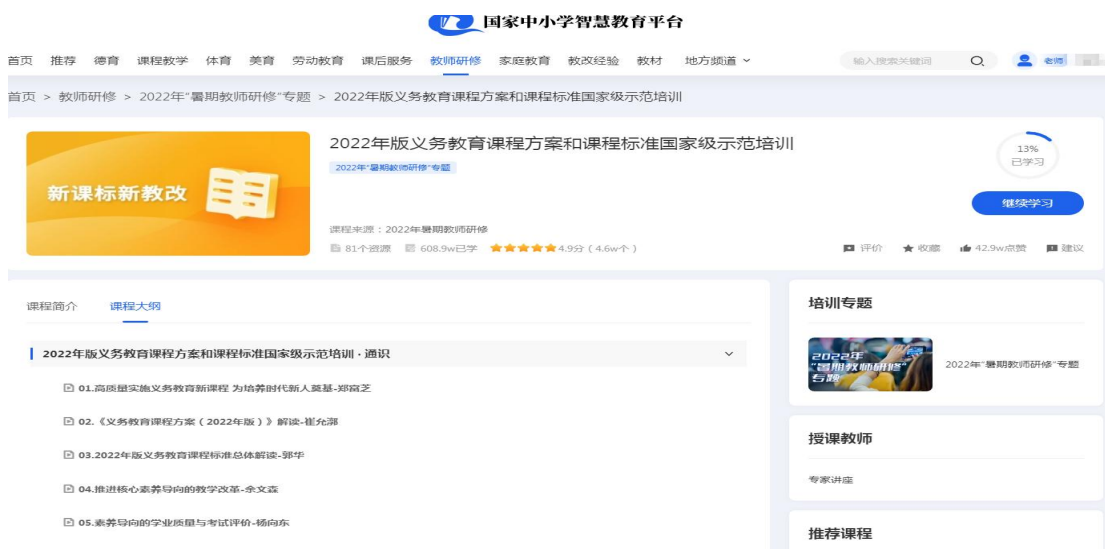 国家中小学智慧教育平台
首页 推荐 德育 课程教学 体育 美育 劳动教育 课后服务 教师研修 家庭教育 教改经验 教材 地方频道 输入搜索关键词 老师
首页 > 教师研修 > 2022年“暑期教师研修”专题 > 2022年版义务教育课程方案和课程标准国家级示范培训
新课标新教改
2022年版义务教育课程方案和课程标准国家级示范培训
2022年“暑期教师研修”专题
13%
已学习
继续学习
课程来源：2022年暑期教师研修
81个资源 608.9w已学 4.9分（4.6w个） 评价 收藏 42.9w点赞 建议
课程简介 课程大纲
2022年版义务教育课程方案和课程标准国家级示范培训 · 通识
01.高质量实施义务教育新课程 为培养时代新人奠基-郑富芝
02.《义务教育课程方案（2022年版）》解读-崔允漷
03.2022年版义务教育课程标准总体解读-郭华
04.推进核心素养导向的教学改革-余文森
05.素养导向的学业质量与考试评价-杨向东
培训专题
2022年
“暑期教师研修”
专题
2022年“暑期教师研修”专题
授课教师
专家讲座
推荐课程